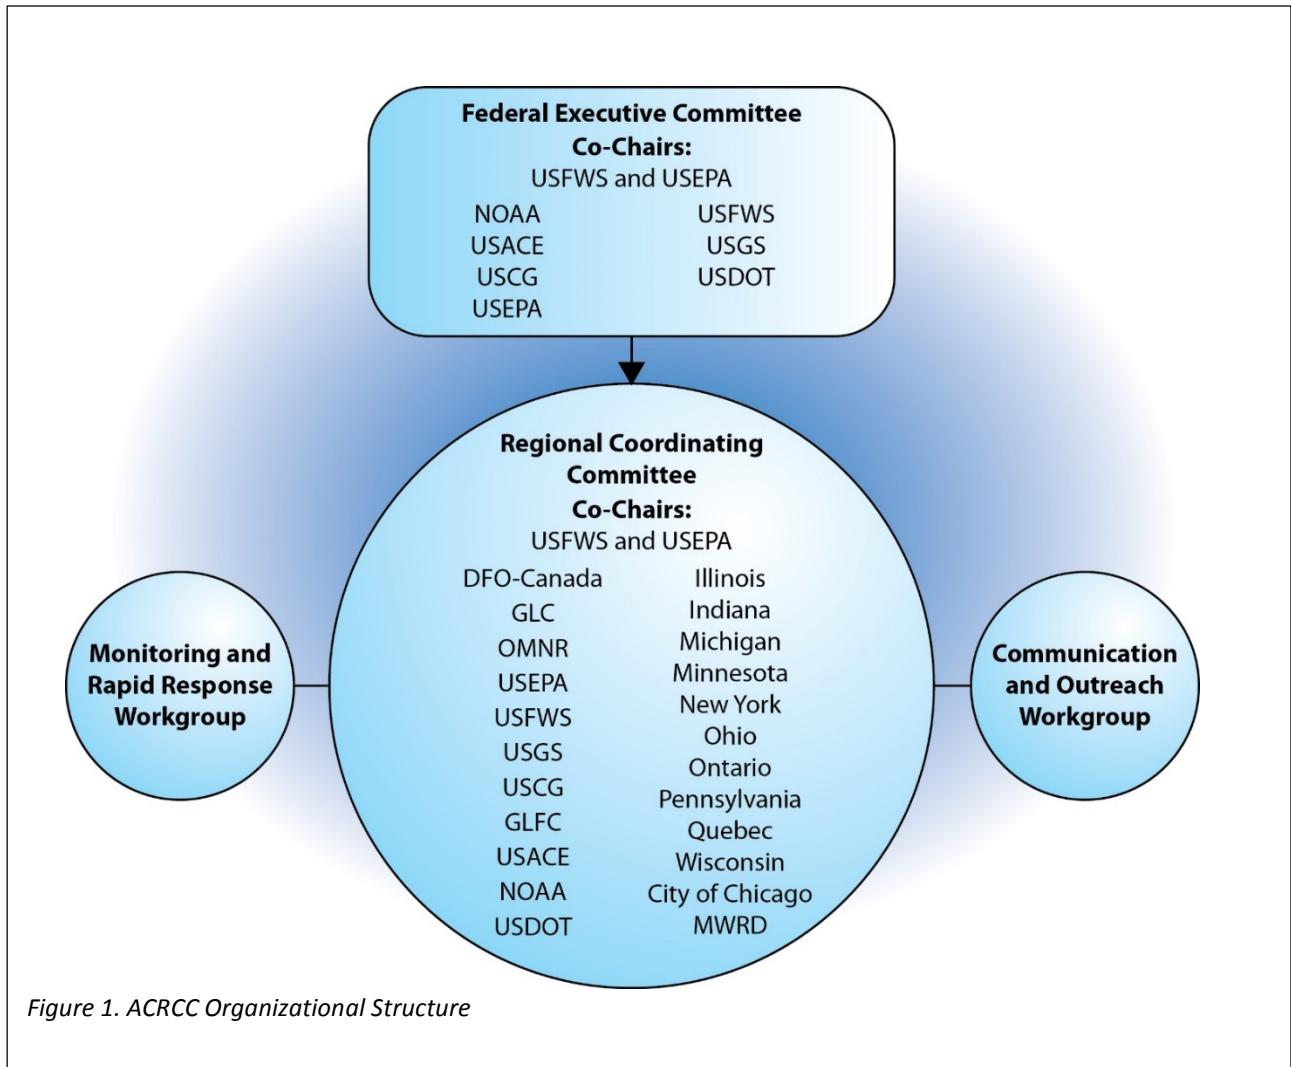 Federal Executive Committee
Co-Chairs:
USFWS and USEPA
NOAA
USACE
USCG
USEPA
USFWS
USGS
USDOT
Regional Coordinating
Committee
Co-Chairs:
USFWS and USEPA
DFO-Canada
GLC
OMNR
USEPA
USFWS
USGS
USCG
GLFC
USACE
NOAA
USDOT
Illinois
Indiana
Michigan
Minnesota
New York
Ohio
Ontario
Pennsylvania
Quebec
Wisconsin
City of Chicago
MWRD
Monitoring and
Rapid Response
Workgroup
Communication
and Outreach
Workgroup
Figure 1. ACRCC Organizational Structure